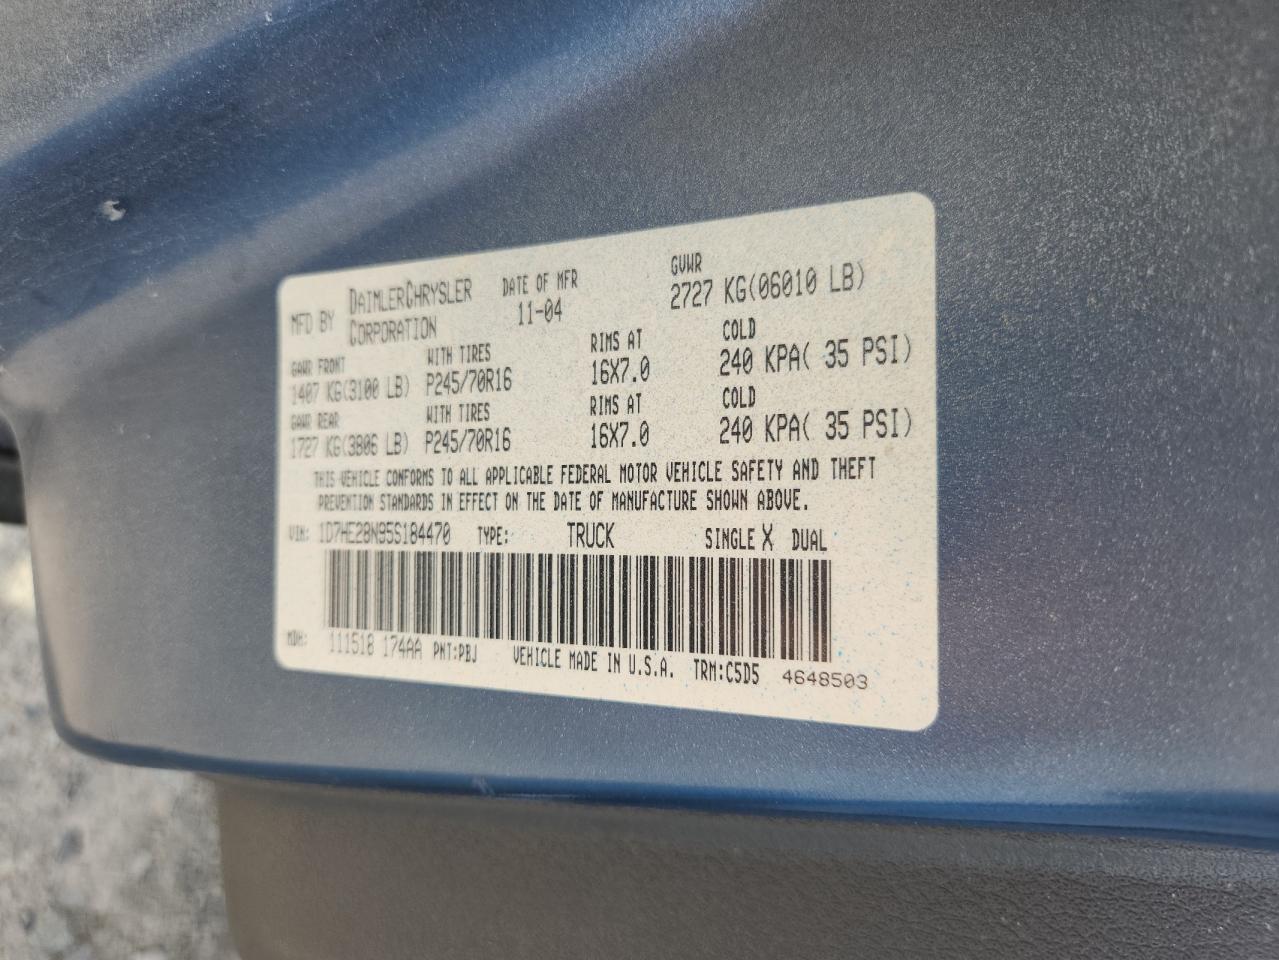 MFD BY DAIMLERCHRYSLER CORPORATION DATE OF MFR 11-04 GVWR 2727 KG(06010 LB)
GAWR FRONT WITH TIRES RIMS AT COLD
1407 KG(3100 LB) P245/70R16 16X7.0 240 KPA( 35 PSI)
GAWR REAR WITH TIRES RIMS AT COLD
1727 KG(3806 LB) P245/70R16 16X7.0 240 KPA( 35 PSI)
THIS VEHICLE CONFORMS TO ALL APPLICABLE FEDERAL MOTOR VEHICLE SAFETY AND THEFT
PREVENTION STANDARDS IN EFFECT ON THE DATE OF MANUFACTURE SHOWN ABOVE.
VIN: 1D7HE28N95S184470 TYPE: TRUCK SINGLE X DUAL
MDH: 111518 174AA PNT:PBJ VEHICLE MADE IN U.S.A. TRM:C5D5 4648503